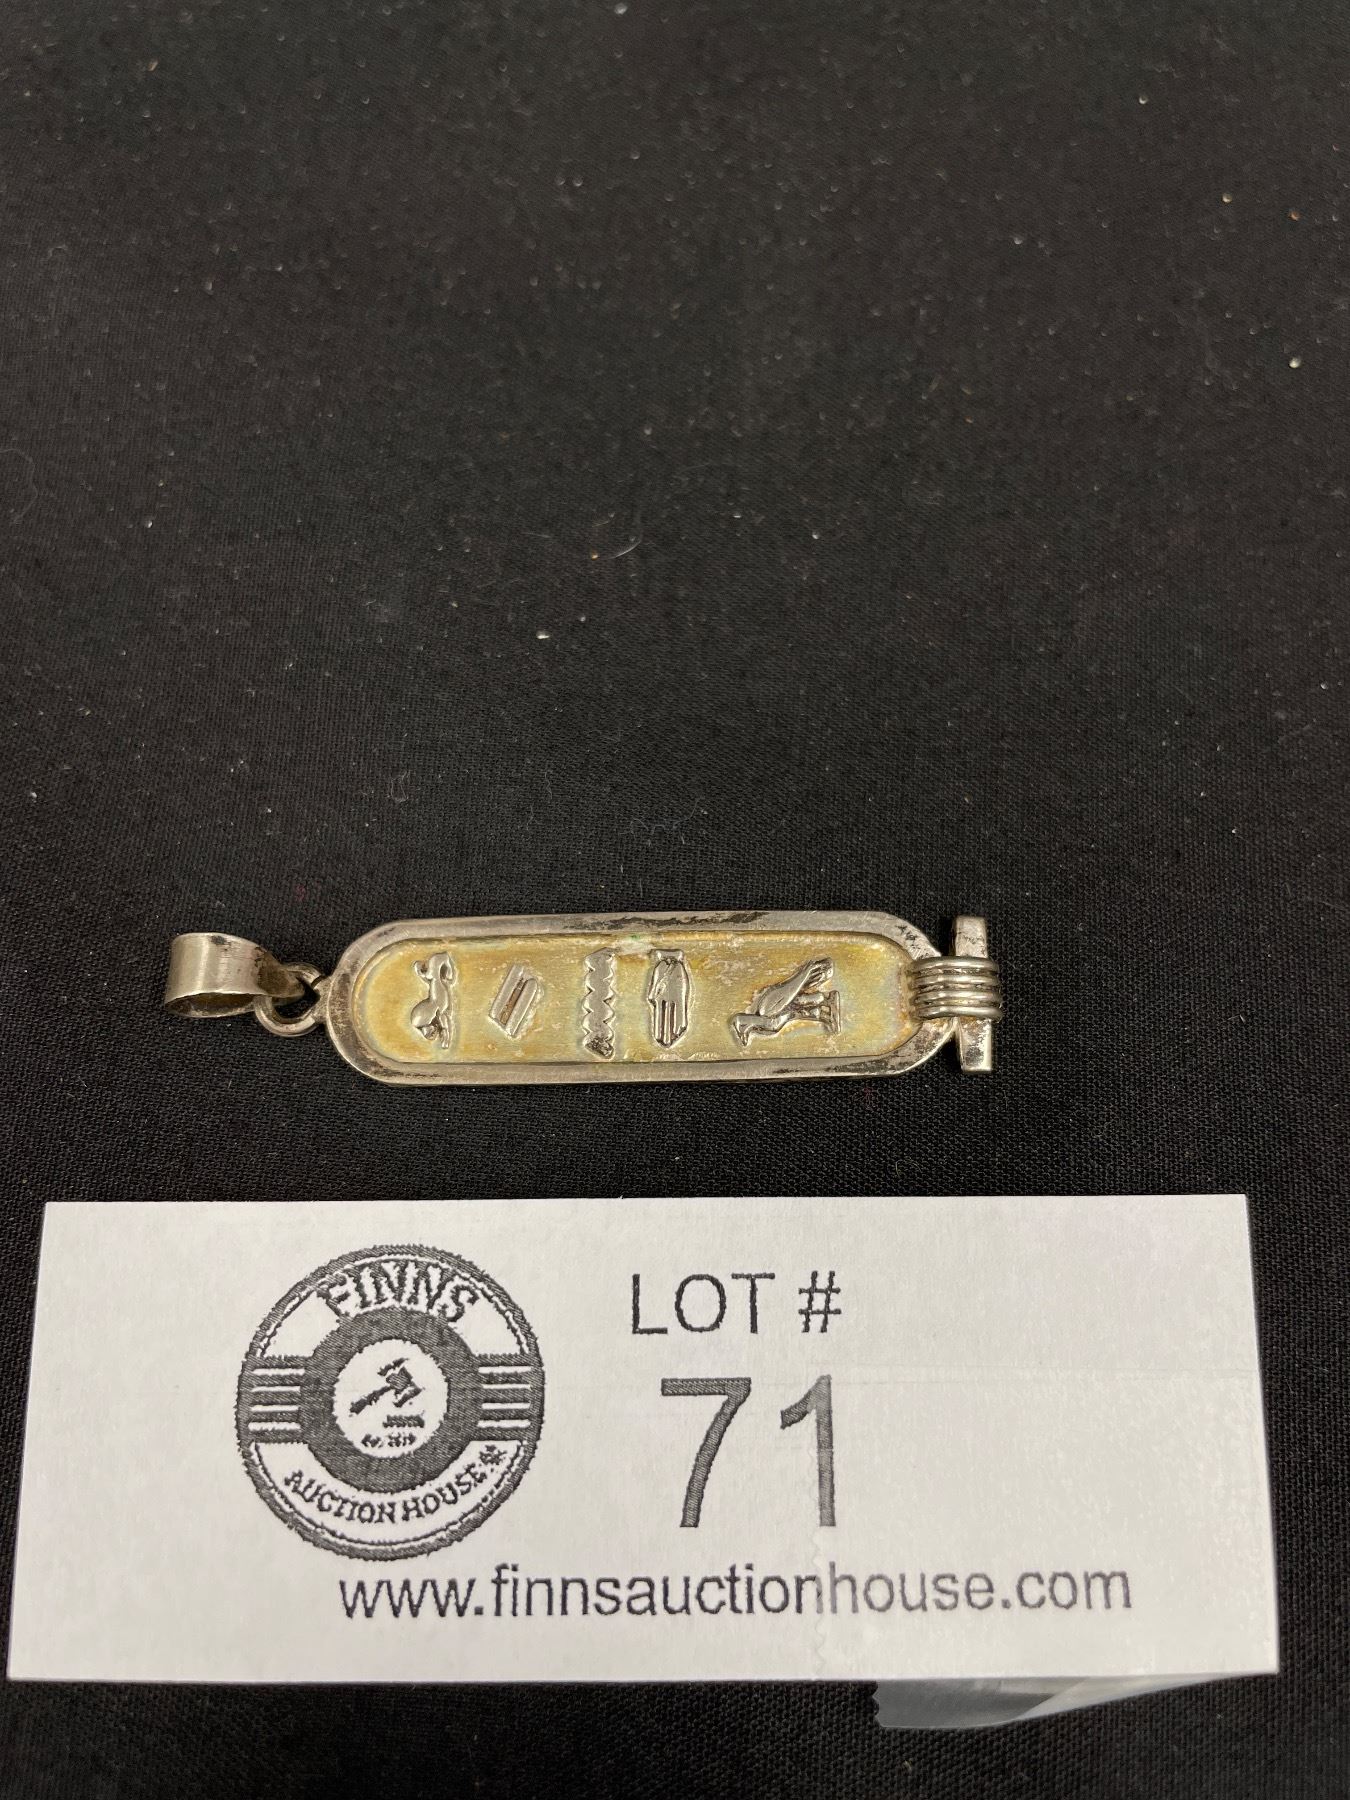 FINNS
AUCTION HOUSE
LOT #
71
www.finnsauctionhouse.com